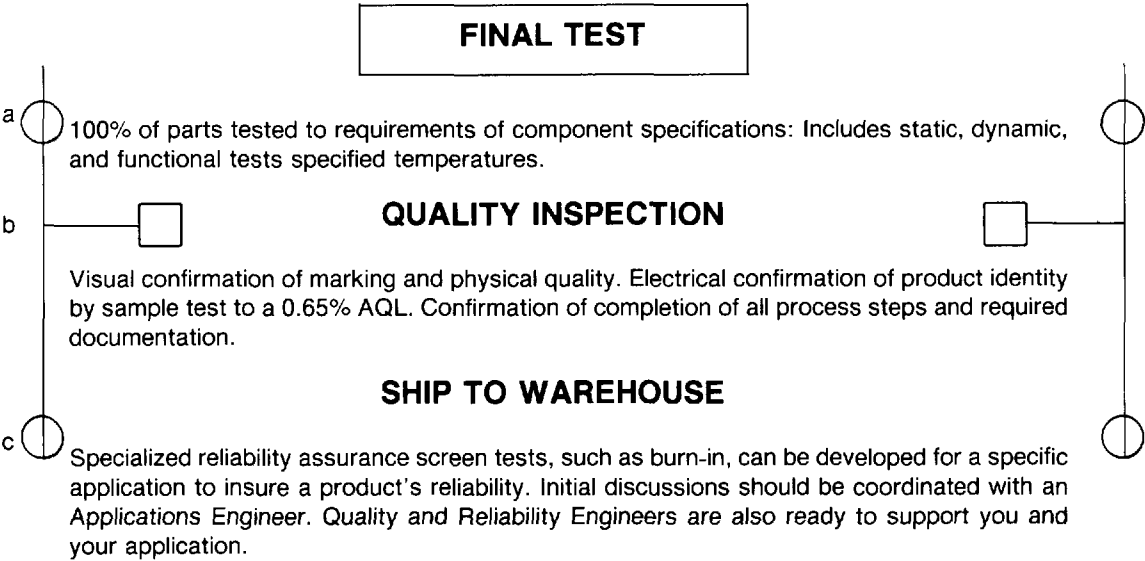 FINAL TEST
a
100% of parts tested to requirements of component specifications: Includes static, dynamic,
and functional tests specified temperatures.
b
QUALITY INSPECTION
Visual confirmation of marking and physical quality. Electrical confirmation of product identity
by sample test to a 0.65% AQL. Confirmation of completion of all process steps and required
documentation.
SHIP TO WAREHOUSE
c
Specialized reliability assurance screen tests, such as burn-in, can be developed for a specific
application to insure a product's reliability. Initial discussions should be coordinated with an
Applications Engineer. Quality and Reliability Engineers are also ready to support you and
your application.